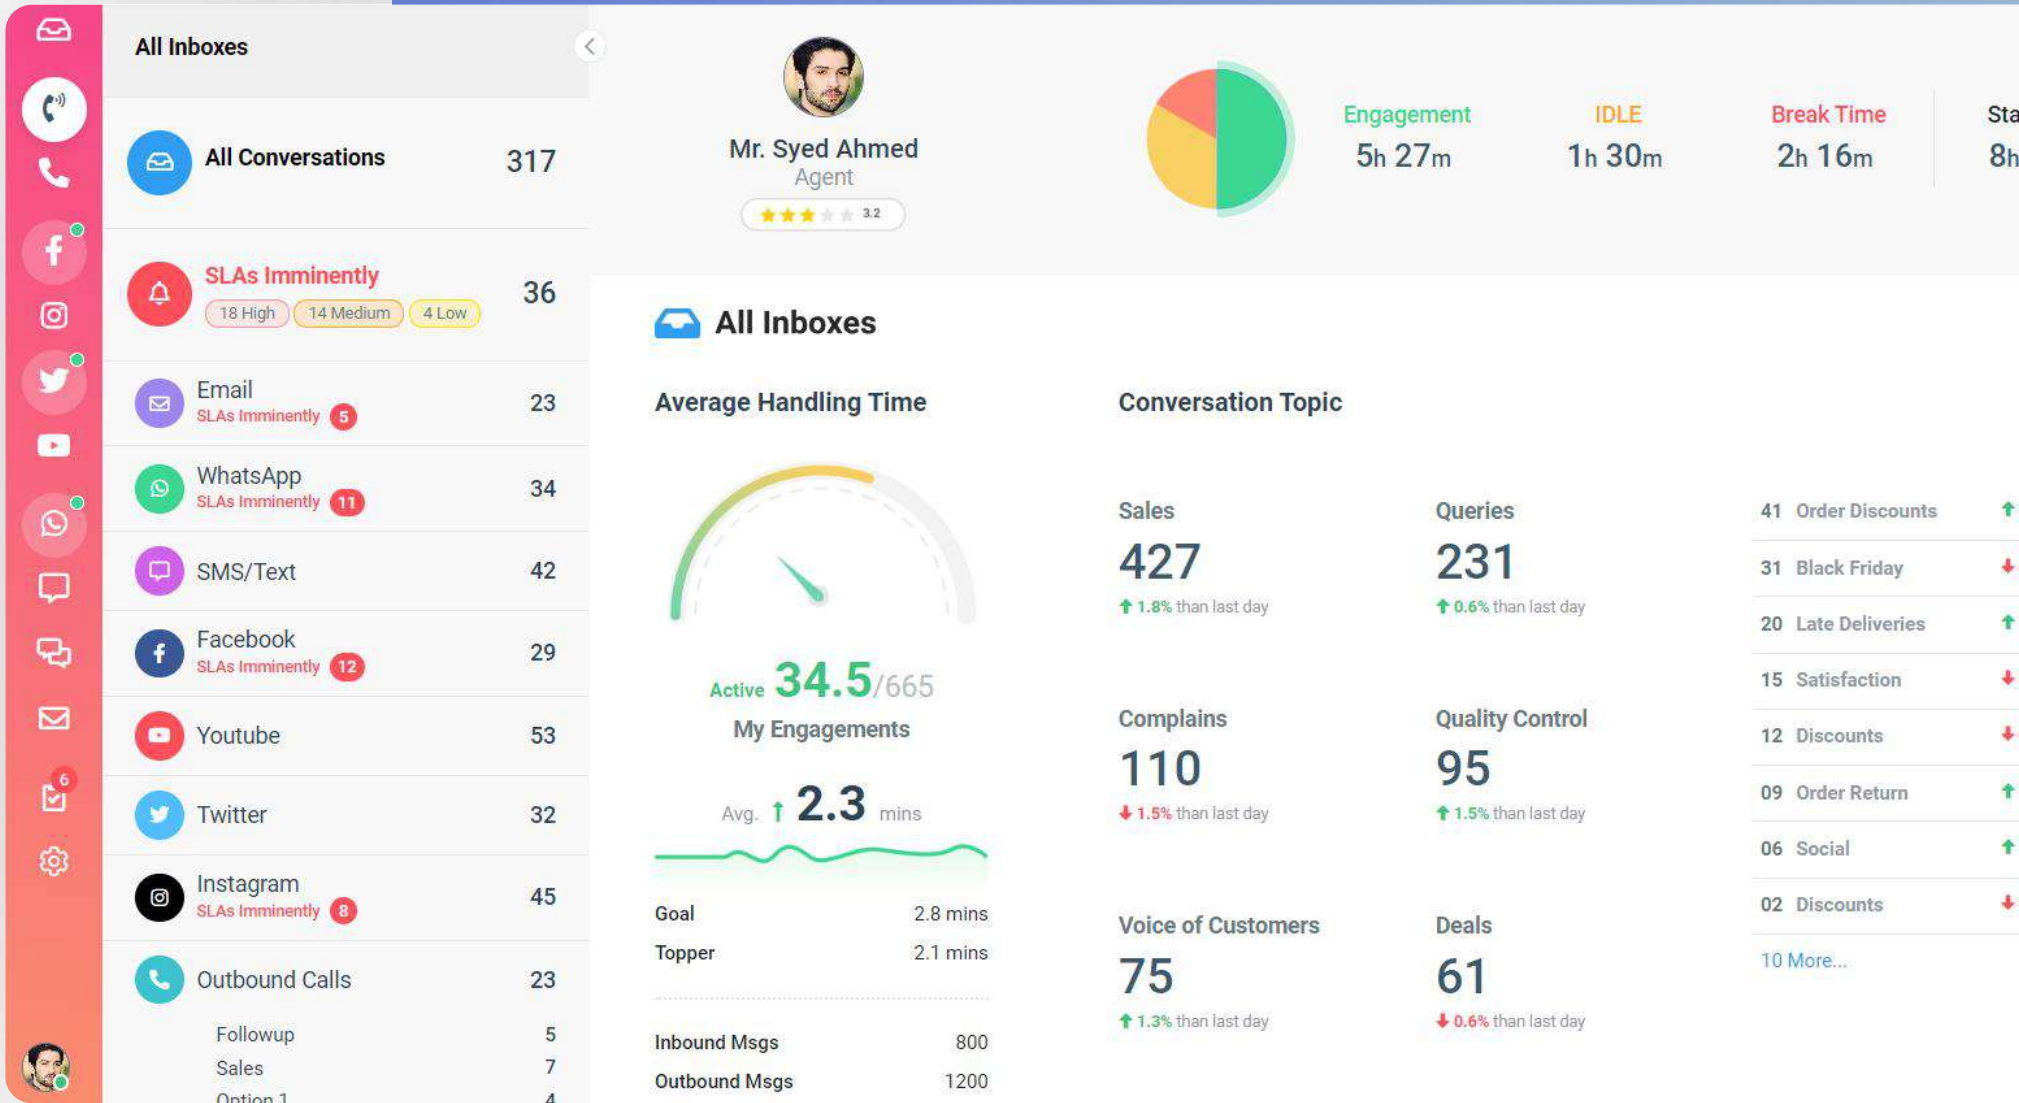 All Inboxes
All Conversations 317
SLAs Imminently 36
18 High 14 Medium 4 Low
Email 23
SLAs Imminently 5
WhatsApp 34
SLAs Imminently 11
SMS/Text 42
Facebook 29
SLAs Imminently 12
Youtube 53
Twitter 32
Instagram 45
SLAs Imminently 8
Outbound Calls 23
Followup 5
Sales 7
Option 1 4
6
Mr. Syed Ahmed
Agent
3.2
Engagement
5h 27m
IDLE
1h 30m
Break Time
2h 16m
Sta
8h
All Inboxes
Average Handling Time
Active 34.5/665
My Engagements
Avg. 2.3 mins
Goal 2.8 mins
Topper 2.1 mins
Inbound Msgs 800
Outbound Msgs 1200
Conversation Topic
Sales
427
1.8% than last day
Queries
231
0.6% than last day
Complains
110
1.5% than last day
Quality Control
95
1.5% than last day
Voice of Customers
75
1.3% than last day
Deals
61
0.6% than last day
41 Order Discounts
31 Black Friday
20 Late Deliveries
15 Satisfaction
12 Discounts
09 Order Return
06 Social
02 Discounts
10 More...